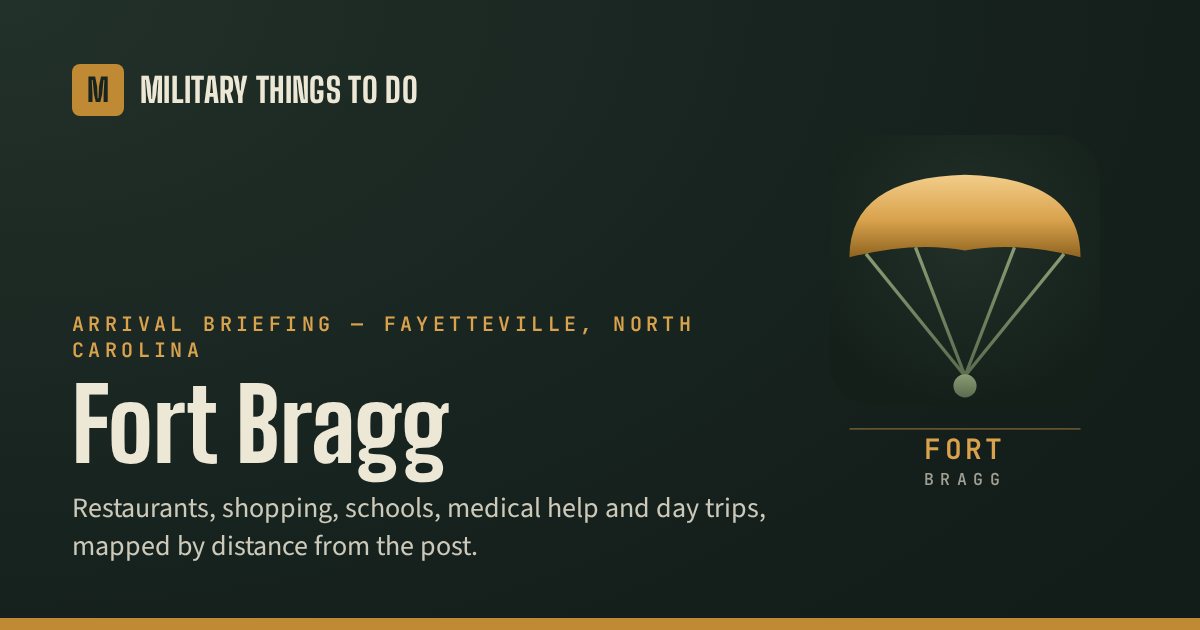 M MILITARY THINGS TO DO
ARRIVAL BRIEFING — FAYETTEVILLE, NORTH
CAROLINA
Fort Bragg
Restaurants, shopping, schools, medical help and day trips,
mapped by distance from the post.
FORT
BRAGG